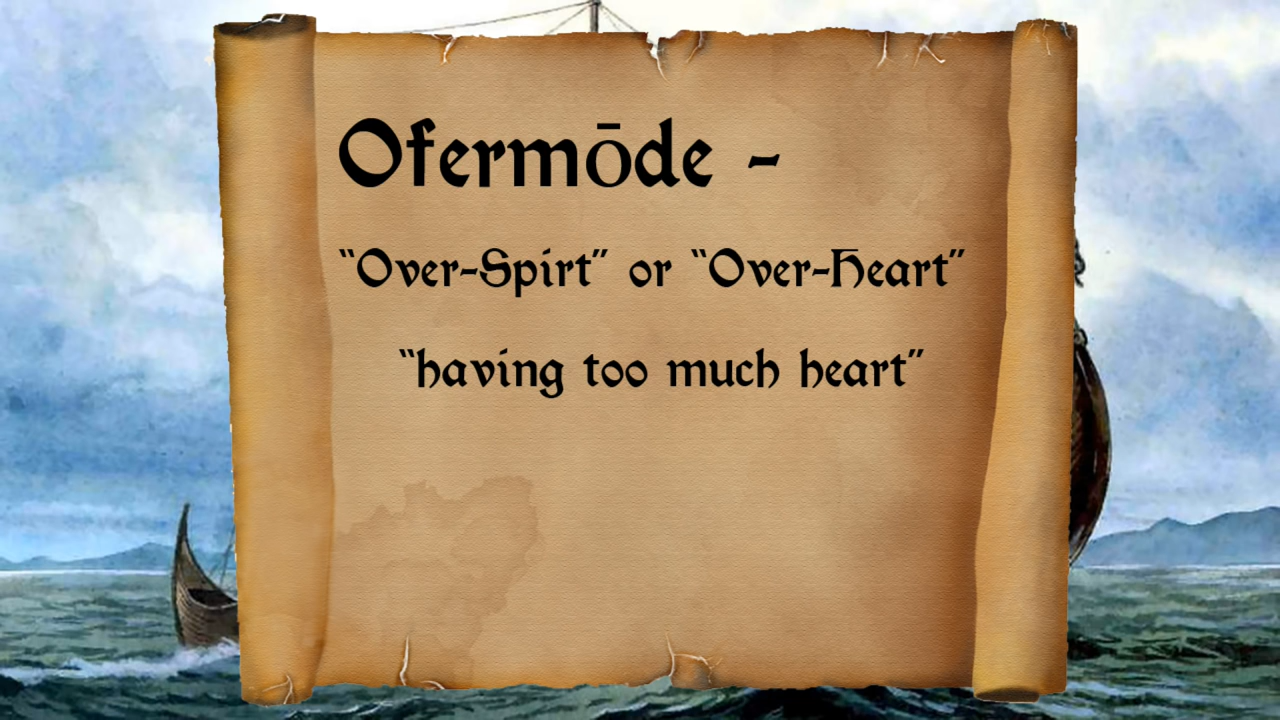 Ofermōde -
“Over-Spirt” or “Over-Heart”
“having too much heart”